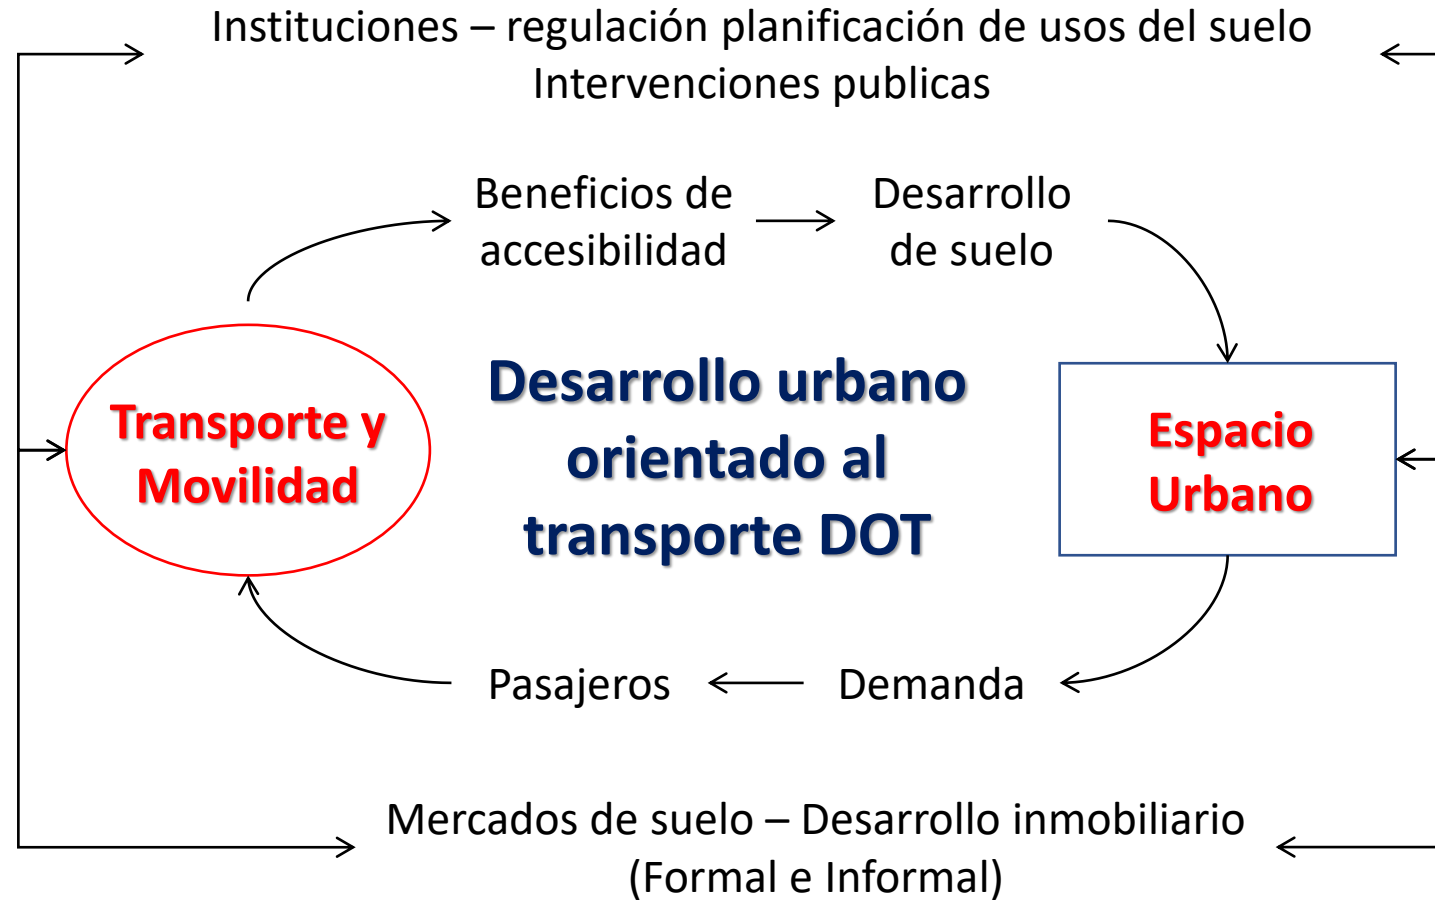 Instituciones – regulación planificación de usos del suelo
Intervenciones publicas
Beneficios de
accesibilidad
Desarrollo
de suelo
Transporte y
Movilidad
Desarrollo urbano
orientado al
transporte DOT
Espacio
Urbano
Pasajeros
Demanda
Mercados de suelo – Desarrollo inmobiliario
(Formal e Informal)